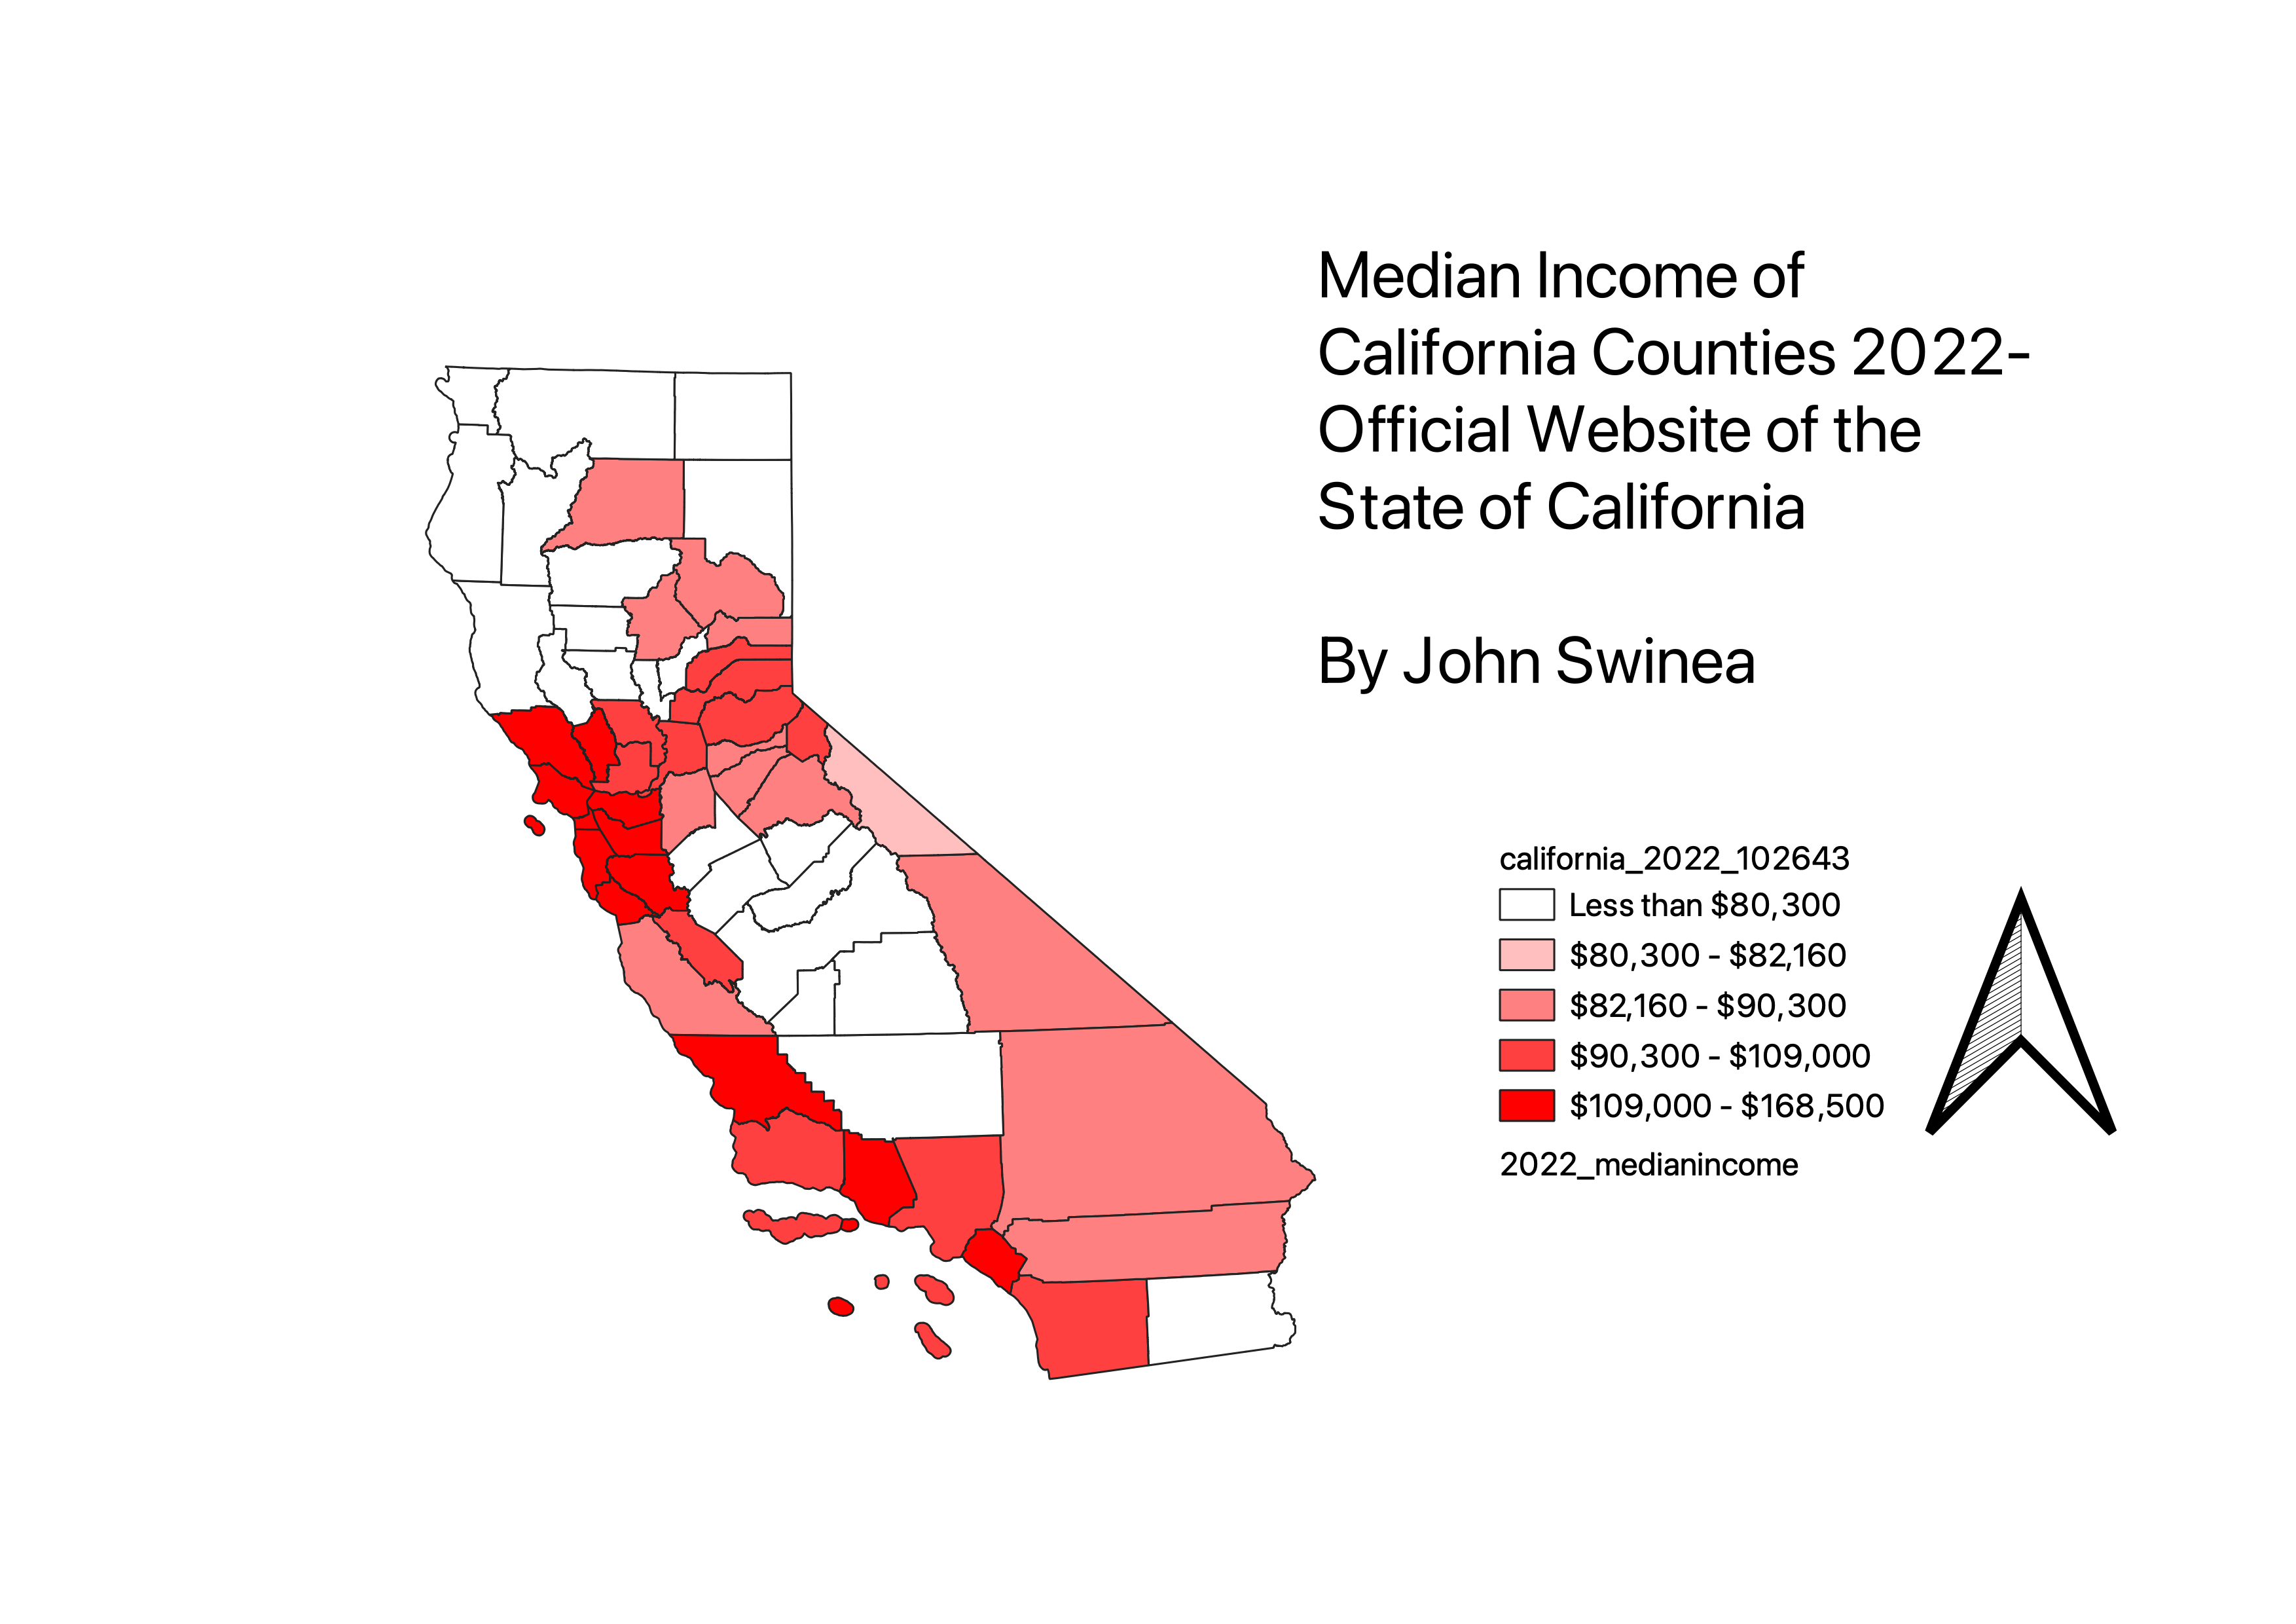 Median Income of
California Counties 2022-
Official Website of the
State of California
By John Swinea
california_2022_102643
Less than $80,300
$80,300 - $82,160
$82,160 - $90,300
$90,300 - $109,000
$109,000 - $168,500
2022_medianincome